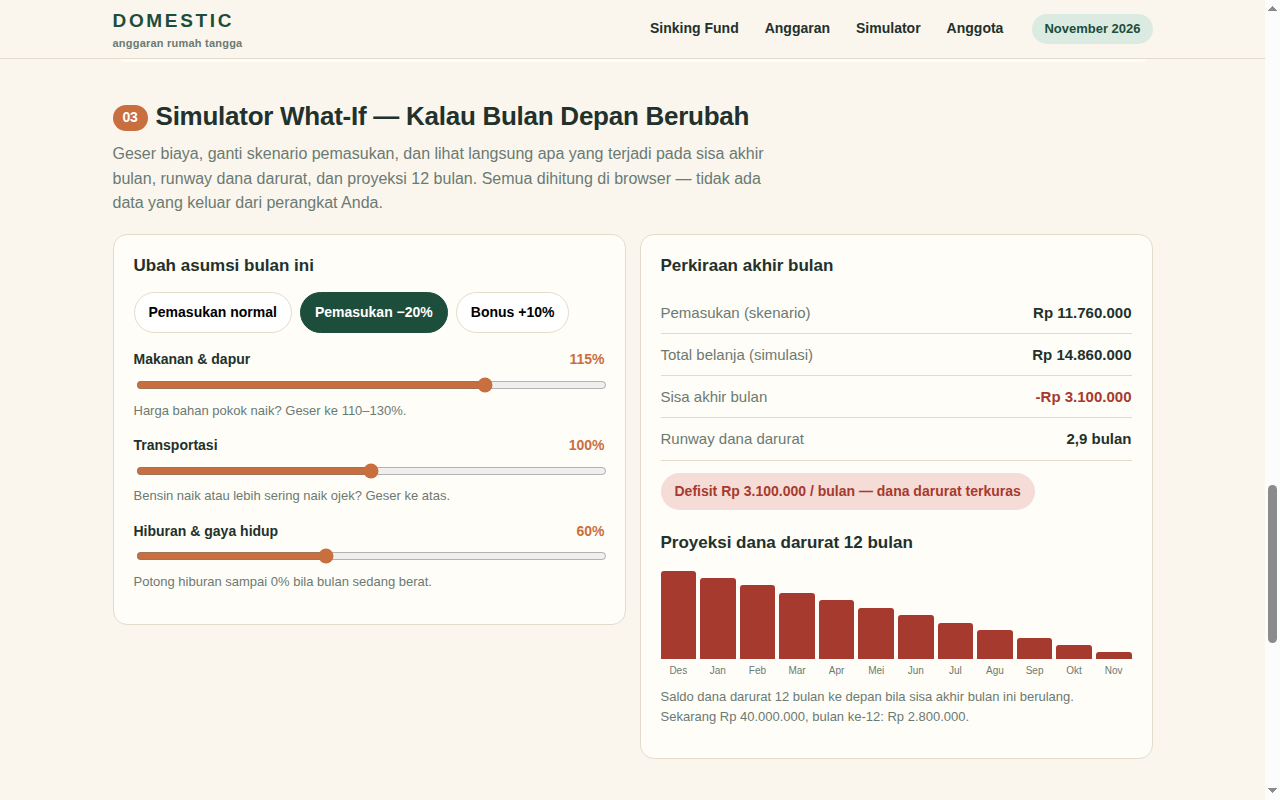 DOMESTIC
anggaran rumah tangga
Sinking Fund
Anggaran
Simulator
Anggota
November 2026
03 Simulator What-If — Kalau Bulan Depan Berubah
Geser biaya, ganti skenario pemasukan, dan lihat langsung apa yang terjadi pada sisa akhir
bulan, runway dana darurat, dan proyeksi 12 bulan. Semua dihitung di browser — tidak ada
data yang keluar dari perangkat Anda.
Ubah asumsi bulan ini
Pemasukan normal
Pemasukan −20%
Bonus +10%
Makanan & dapur 115%
Harga bahan pokok naik? Geser ke 110–130%.
Transportasi 100%
Bensin naik atau lebih sering naik ojek? Geser ke atas.
Hiburan & gaya hidup 60%
Potong hiburan sampai 0% bila bulan sedang berat.
Perkiraan akhir bulan
Pemasukan (skenario) Rp 11.760.000
Total belanja (simulasi) Rp 14.860.000
Sisa akhir bulan -Rp 3.100.000
Runway dana darurat 2,9 bulan
Defisit Rp 3.100.000 / bulan — dana darurat terkuras
Proyeksi dana darurat 12 bulan
Des Jan Feb Mar Apr Mei Jun Jul Agu Sep Okt Nov
Saldo dana darurat 12 bulan ke depan bila sisa akhir bulan ini berulang.
Sekarang Rp 40.000.000, bulan ke-12: Rp 2.800.000.